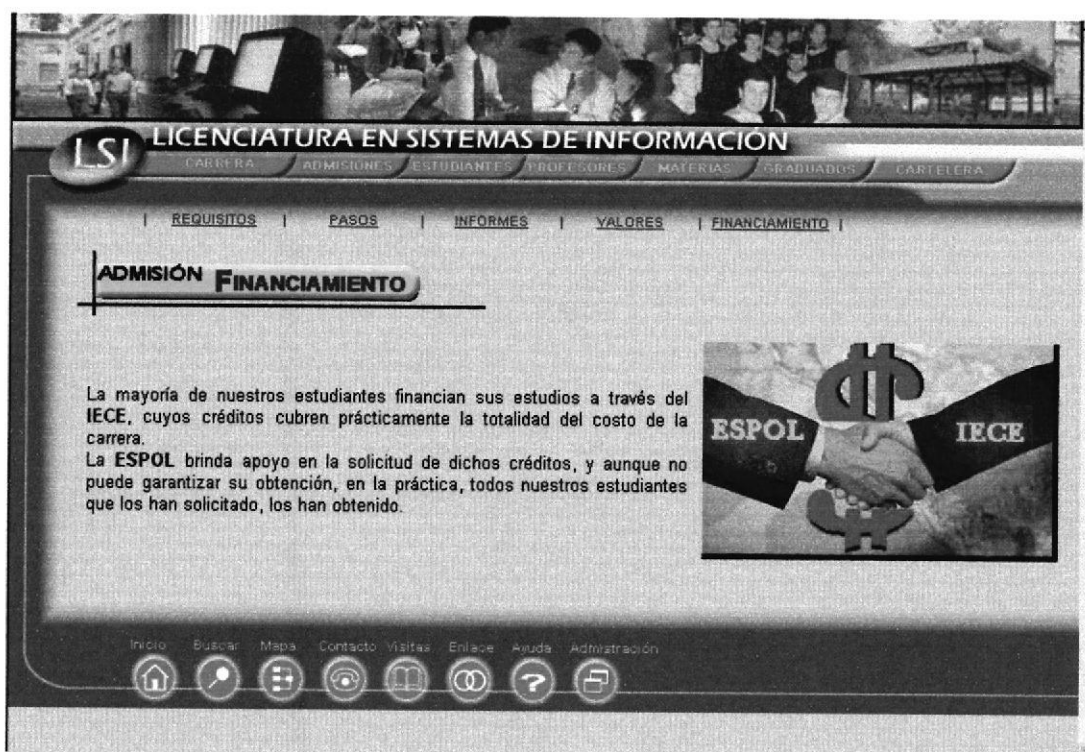 LSI LICENCIATURA EN SISTEMAS DE INFORMACIÓN
CARRERA ADMISIONES ESTUDIANTES PROFESORES MATERIAS GRADUADOS CARTELERA
| REQUISITOS | PASOS | INFORMES | VALORES | FINANCIAMIENTO |
ADMISIÓN FINANCIAMIENTO
La mayoría de nuestros estudiantes financian sus estudios a través del
IECE, cuyos créditos cubren prácticamente la totalidad del costo de la
carrera.
La ESPOL brinda apoyo en la solicitud de dichos créditos, y aunque no
puede garantizar su obtención, en la práctica, todos nuestros estudiantes
que los han solicitado, los han obtenido.
ESPOL IECE
Inicio Buscar Mapa Contacto Visitas Enlace Ayuda Admistración